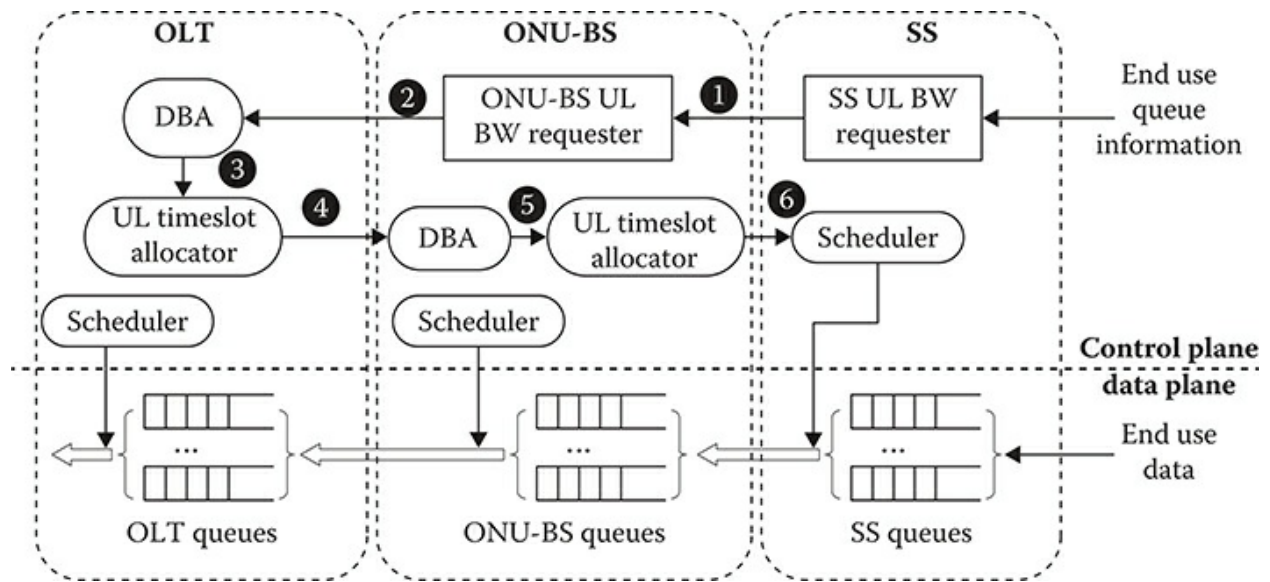 OLT
ONU-BS
SS
DBA
2
ONU-BS UL
BW requester
1
SS UL BW
requester
End use
queue
information
3
UL timeslot
allocator
4
DBA
5
UL timeslot
allocator
6
Scheduler
Scheduler
Scheduler
Control plane
data plane
...
...
...
End use
data
OLT queues
ONU-BS queues
SS queues